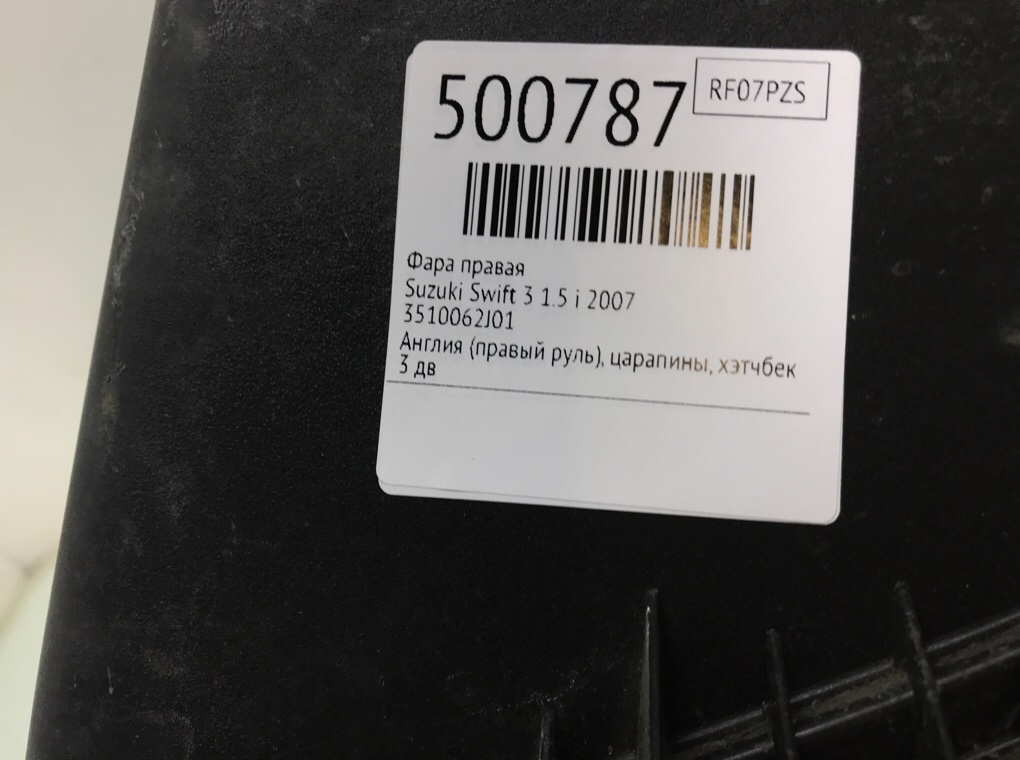 500787
RF07PZS
Фара правая
Suzuki Swift 3 1.5 i 2007
3510062J01
Англия (правый руль), царапины, хэтчбек
3 дв